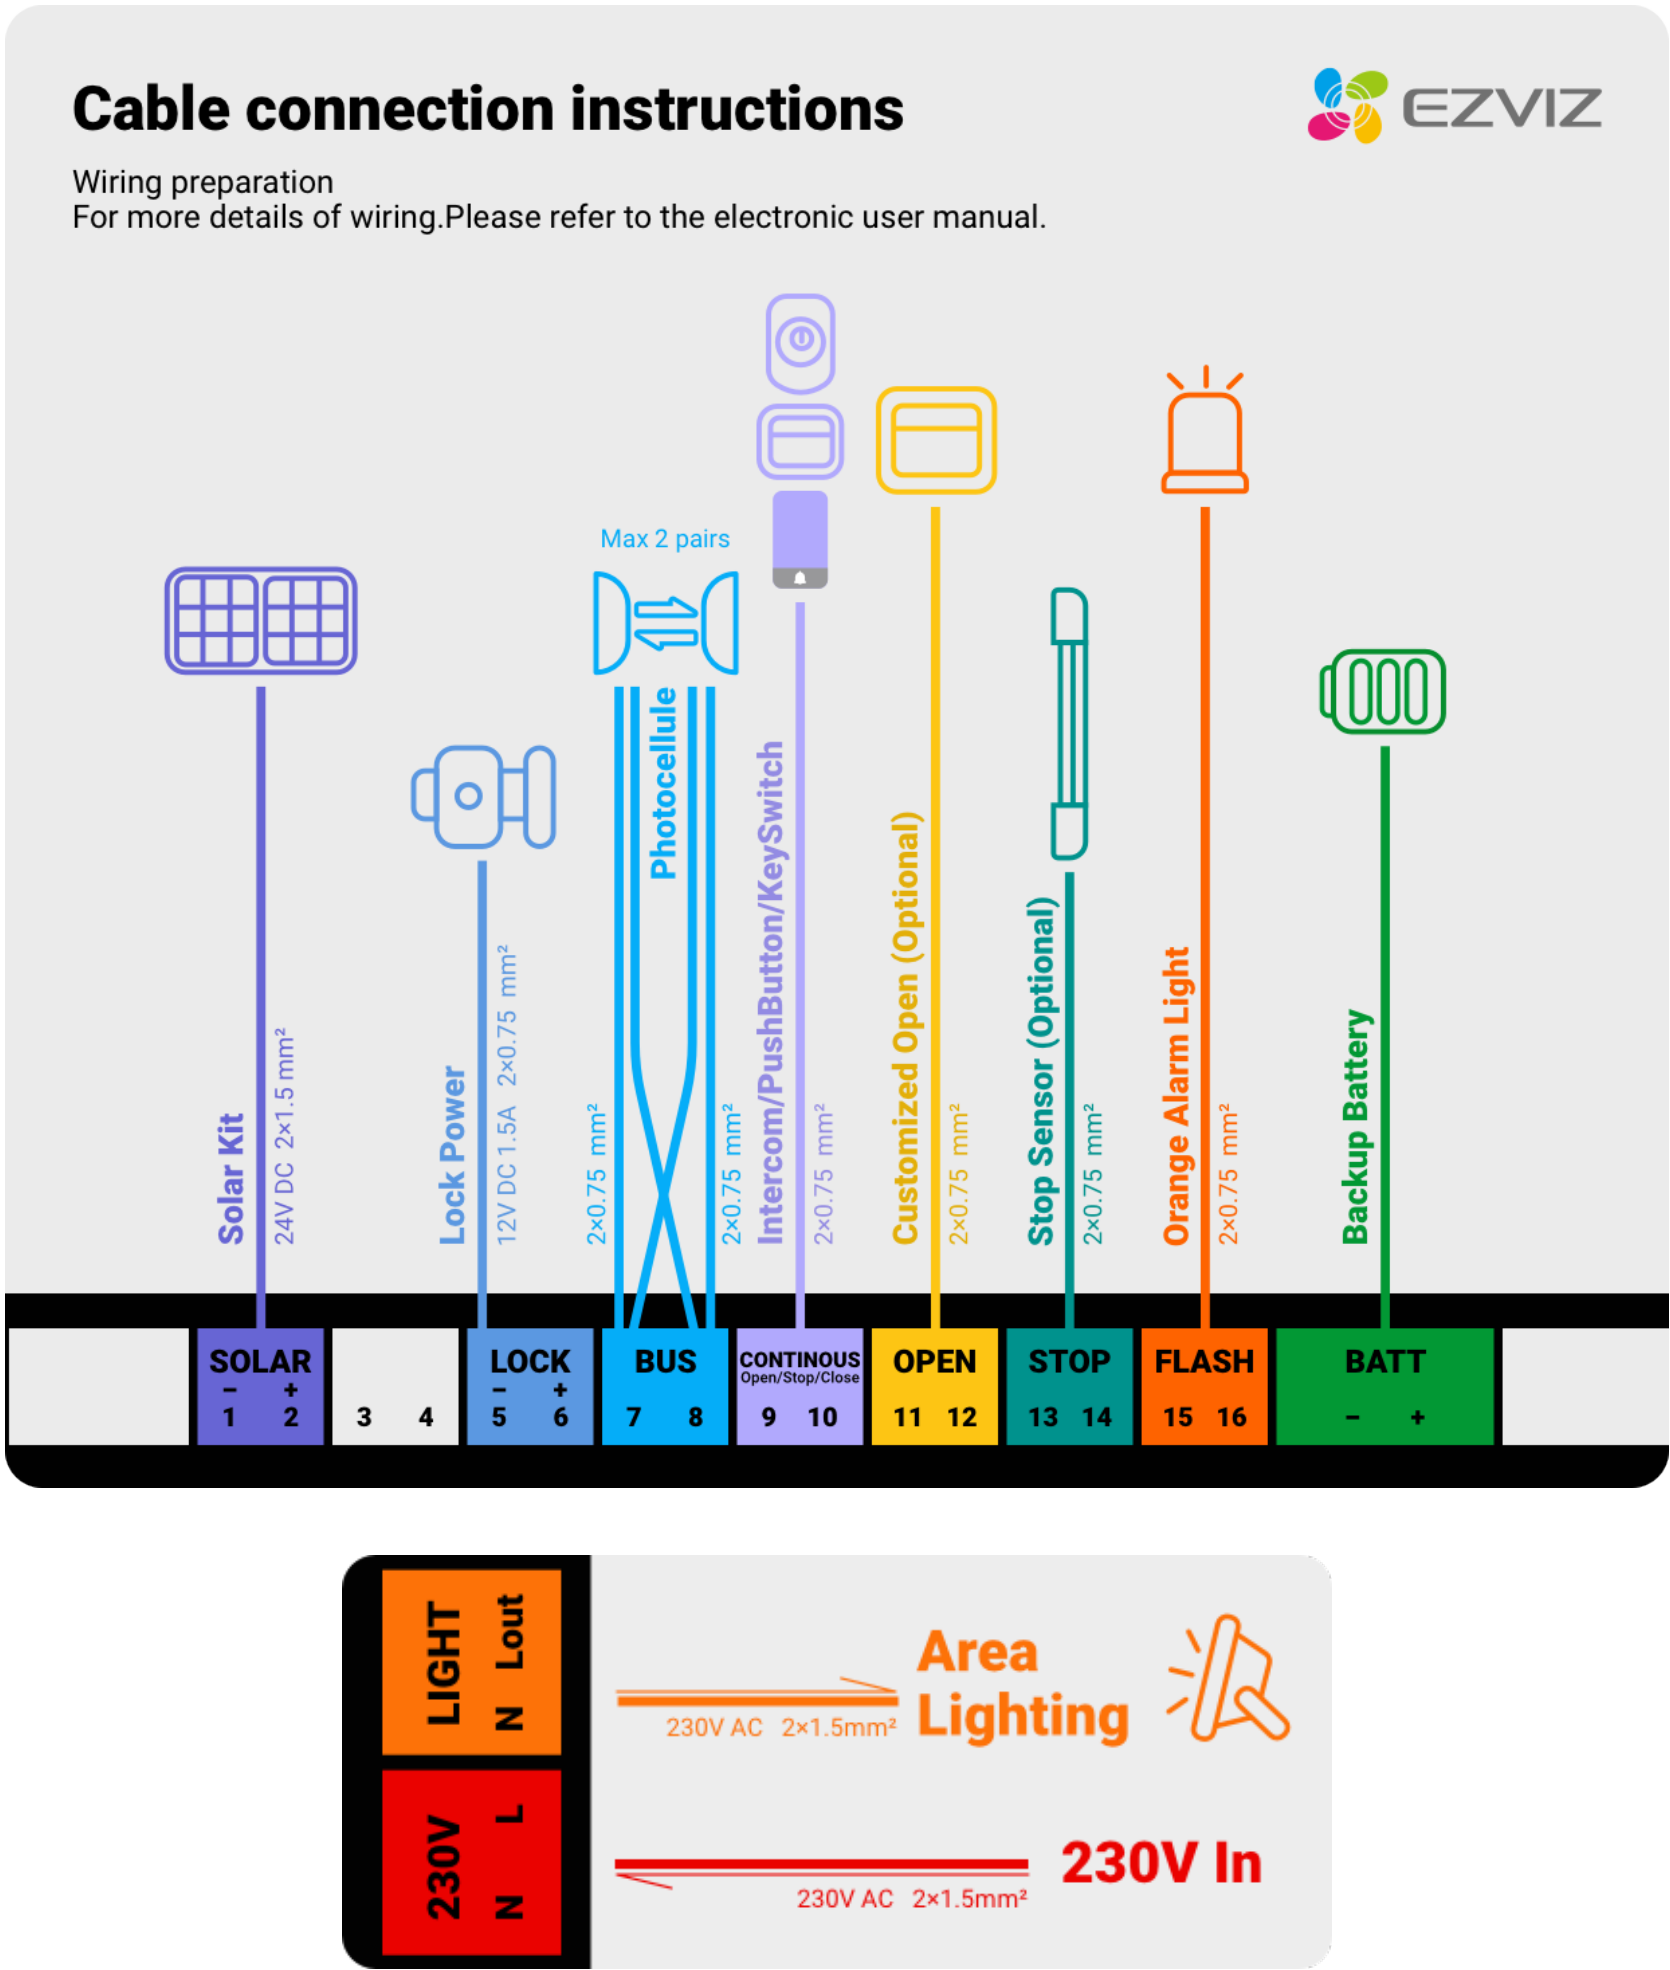 Cable connection instructions
EZVIZ
Wiring preparation
For more details of wiring.Please refer to the electronic user manual.
Max 2 pairs
Solar Kit
24V DC 2×1.5 mm²
Lock Power
12V DC 1.5A 2×0.75 mm²
2×0.75 mm²
Photocellule
2×0.75 mm²
Intercom/PushButton/KeySwitch
2×0.75 mm²
Customized Open (Optional)
2×0.75 mm²
Stop Sensor (Optional)
2×0.75 mm²
Orange Alarm Light
2×0.75 mm²
Backup Battery
SOLAR
− +
1 2
3 4
LOCK
− +
5 6
BUS
7 8
CONTINOUS
Open/Stop/Close
9 10
OPEN
11 12
STOP
13 14
FLASH
15 16
BATT
− +
LIGHT
N Lout
Area
Lighting
230V AC 2×1.5mm²
230V
N L
230V In
230V AC 2×1.5mm²